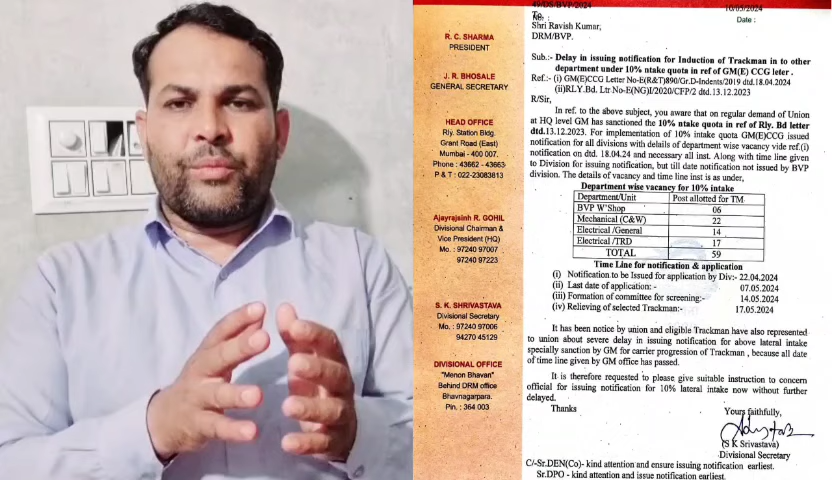 R. C. SHARMA
PRESIDENT
J. R. BHOSALE
GENERAL SECRETARY
HEAD OFFICE
Rly. Station Bldg.
Grant Road (East)
Mumbai - 400 007.
Phone : 43662 - 43663
P & T : 022-23083813
Ajayrajsinh R. GOHIL
Divisional Chairman &
Vice President (HQ)
Mo. : 97240 97007
97240 97223
S. K. SHRIVASTAVA
Divisional Secretary
Mo. : 97240 97006
94270 45129
DIVISIONAL OFFICE
"Menon Bhavan"
Behind DRM office
Bhavnagarpara.
Pin. : 364 003
49/OS/BVP/2024 16/05/2024
To,
Date :
Shri Ravish Kumar,
DRM/BVP.
Sub.:- Delay in issuing notification for Induction of Trackman in to other
department under 10% ntake quota in ref of GM(E) CCG leter .
Ref.:- (i) GM(E)CCG Letter No-E(R&T)890/Gr.D-Indents/2019 dtd.18.04.2024
(ii)RLY.Bd. Ltr No-E(NG)I/2020/CFP/2 dtd.13.12.2023
R/Sir,
In ref. to the above subject, you aware that on regular demand of Union
at HQ level GM has sanctioned the 10% ntake quota in ref of Rly. Bd letter
dtd.13.12.2023. For implementation of 10% intake quota GM(E)CCG issued
notification for all divisions with delails of department wise vacancy vide ref.(i)
notification on dtd. 18.04.24 and necessary all inst. Along with time line given
to Division for issuing notification, but till date notification not issued by BVP
division. The details of vacancy and time line inst is as under,
Department wise vacancy for 10% intake
Department/Unit Post allotted for TM
BVP W'Shop 06
Mechanical (C&W) 22
Electrical /General 14
Electrical /TRD 17
TOTAL 59
Time Line for notification & application
(i) Notification to be Issued for application by Div:- 22.04.2024
(ii) Last date of application: - 07.05.2024
(iii) Formation of committee for screening:- 14.05.2024
(iv) Relieving of selected Trackman:- 17.05.2024
It has been notice by union and eligible Trackman have also represented
to union about severe delay in issuing notification for above lateral intake
specially sanction by GM for carrier progression of Trackman , because all date
of time line given by GM office has passed.
It is therefore requested to please give suitable instruction to concern
official for issuing notification for 10% lateral intake now without further
delayed.
Thanks Yours faithfully,
(S K Srivastava)
Divisional Secretary
C/-Sr.DEN(Co)- kind attention and ensure issuing notification earliest.
Sr.DPO - kind attention and issue notification earliest.